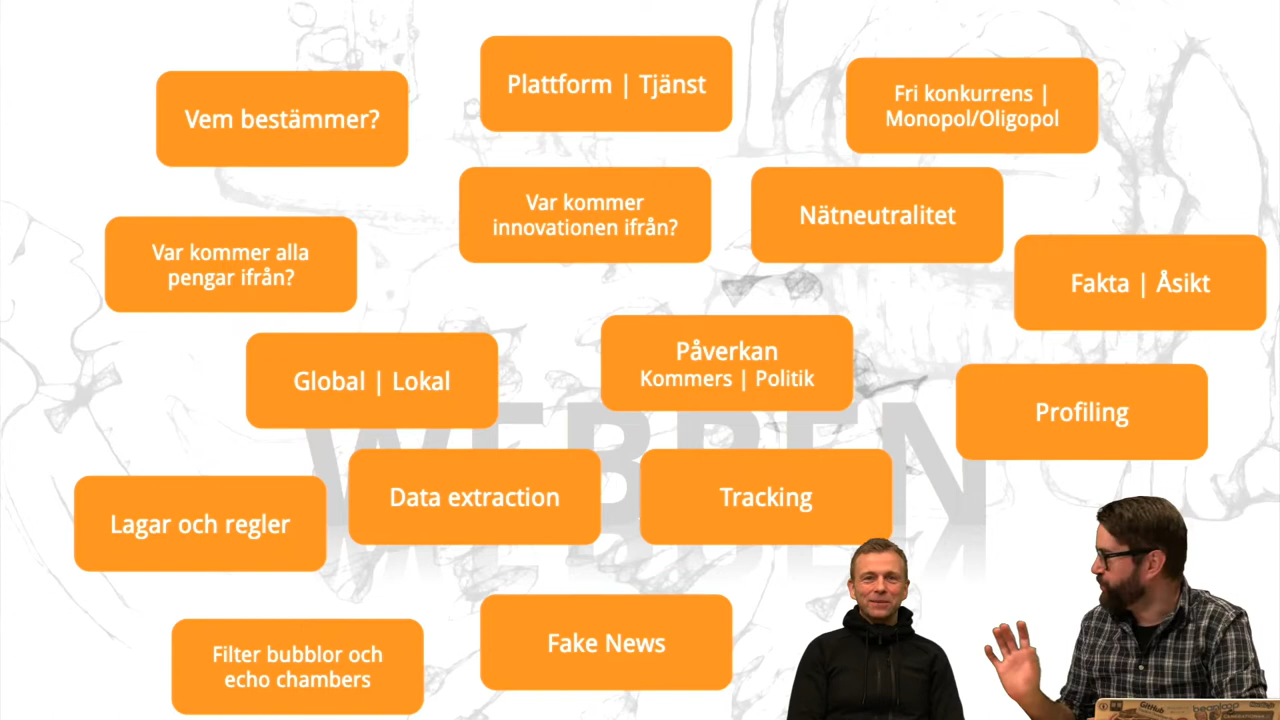 Plattform | Tjänst
Vem bestämmer?
Fri konkurrens |
Monopol/Oligopol
Var kommer
innovationen ifrån?
Nätneutralitet
Var kommer alla
pengar ifrån?
Fakta | Åsikt
Påverkan
Kommers | Politik
Global | Lokal
Profiling
WEBBEN
Data extraction
Tracking
Lagar och regler
Fake News
Filter bubblor och
echo chambers
GitHub